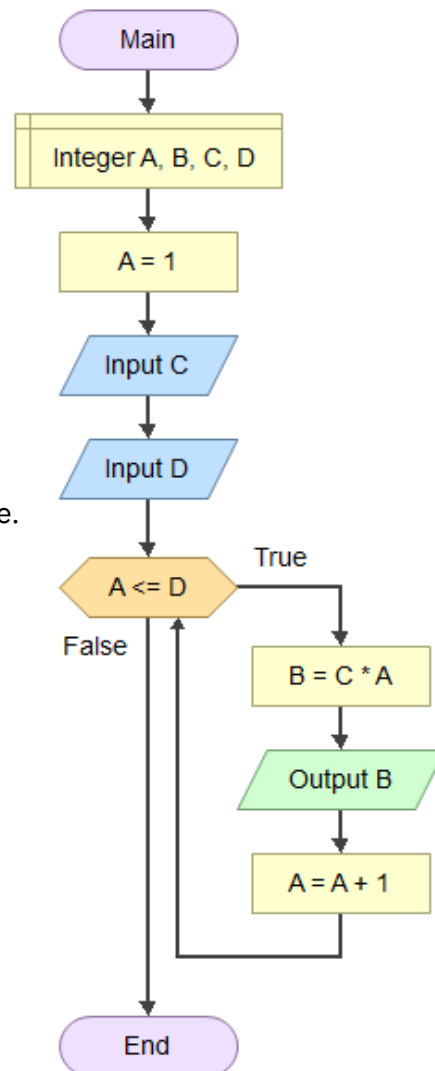 Main
Integer A, B, C, D
A = 1
Input C
Input D
e.
A <= D
True
False
B = C * A
Output B
A = A + 1
End